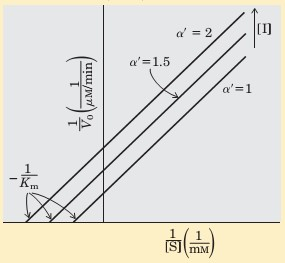 α′ = 2
[I]
α′=1.5
α′=1
1/V₀ (1/μM/min)
−1/Kₘ
1/[S] (1/mM)